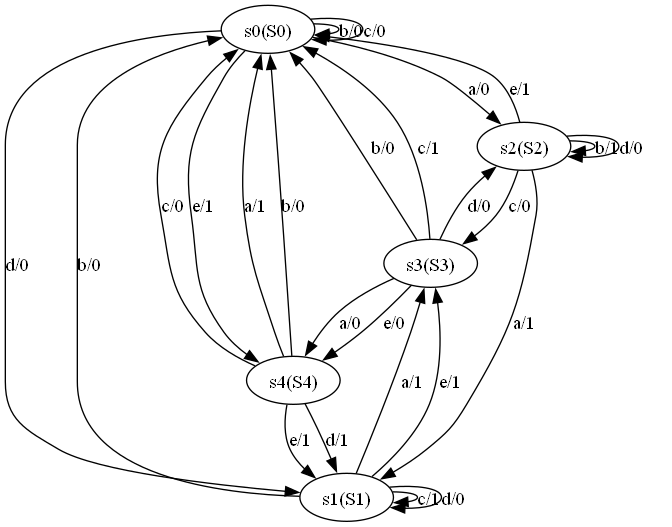 s0(S0)
b/0
c/0
a/0
e/1
s2(S2)
b/1
d/0
b/0
c/1
c/0
e/1
a/1
b/0
d/0
c/0
d/0
b/0
s3(S3)
a/0
e/0
a/1
s4(S4)
a/1
e/1
e/1
d/1
s1(S1)
c/1
d/0